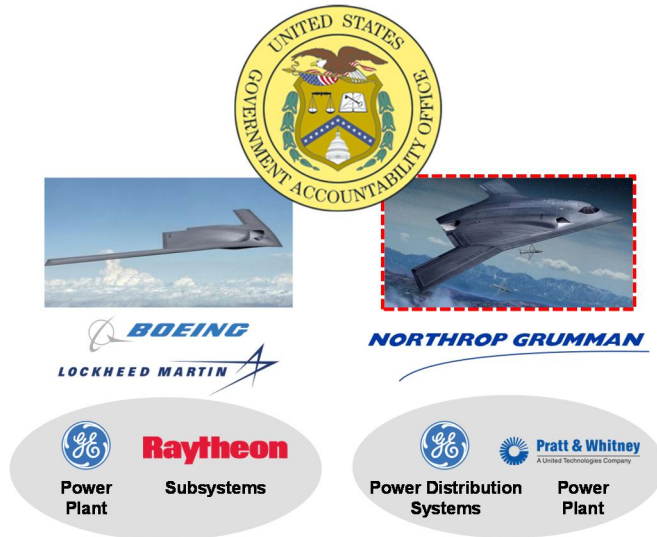 UNITED STATES
GOVERNMENT ACCOUNTABILITY OFFICE
BOEING
LOCKHEED MARTIN
NORTHROP GRUMMAN
GE
Raytheon
Power
Plant
Subsystems
GE
Pratt & Whitney
A United Technologies Company
Power Distribution
Systems
Power
Plant